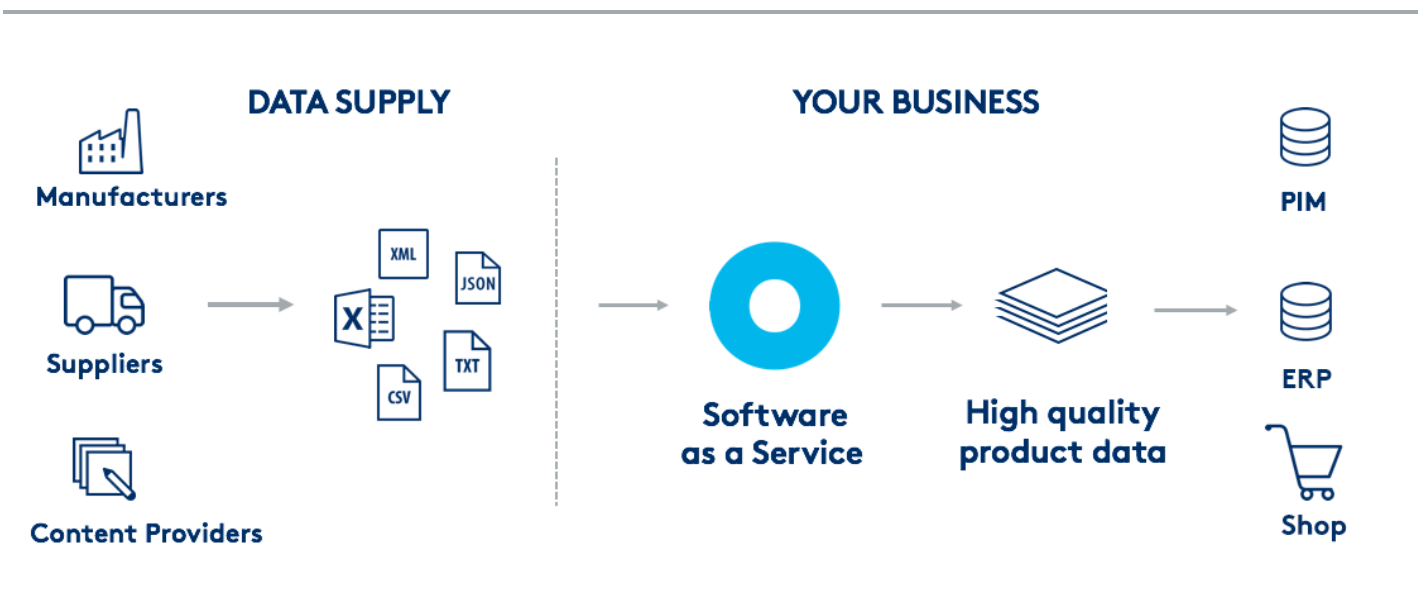 DATA SUPPLY
YOUR BUSINESS
Manufacturers
Suppliers
Content Providers
XML
JSON
X
TXT
CSV
Software
as a Service
High quality
product data
PIM
ERP
Shop